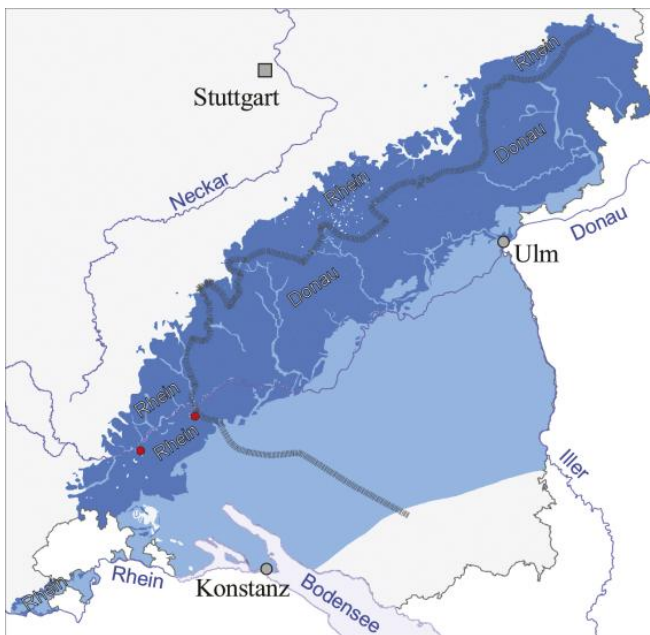 Rhein
Stuttgart
Donau
Rhein
Neckar
Donau
Ulm
Donau
Rhein
Rhein
Iller
Rhein
Rhein
Konstanz
Bodensee